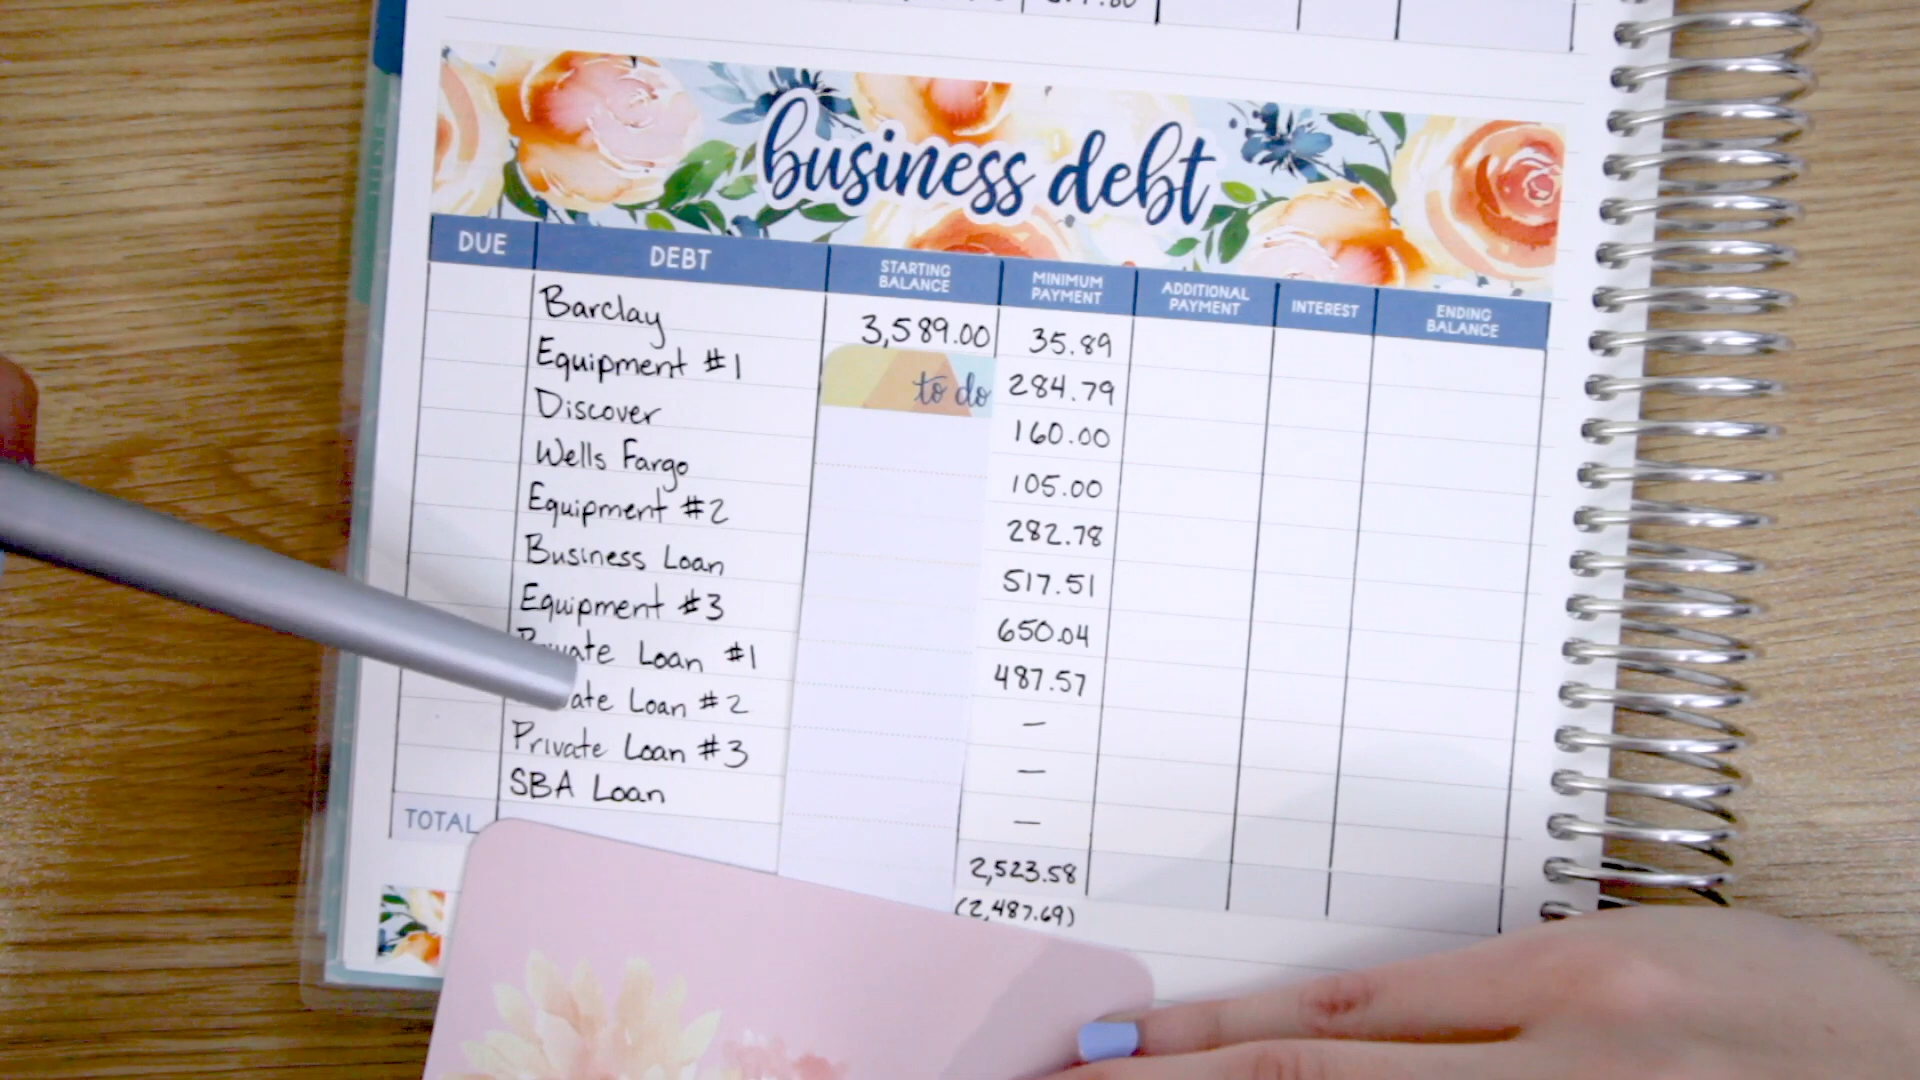 business debt
DUE DEBT STARTING BALANCE MINIMUM PAYMENT ADDITIONAL PAYMENT INTEREST ENDING BALANCE
Barclay 3,589.00 35.89
Equipment #1 to do 284.79
Discover 160.00
Wells Fargo 105.00
Equipment #2 282.78
Business Loan 517.51
Equipment #3 650.04
Loan #1 487.57
Loan #2 —
Private Loan #3 —
SBA Loan —
TOTAL 2,523.58
(2,487.69)